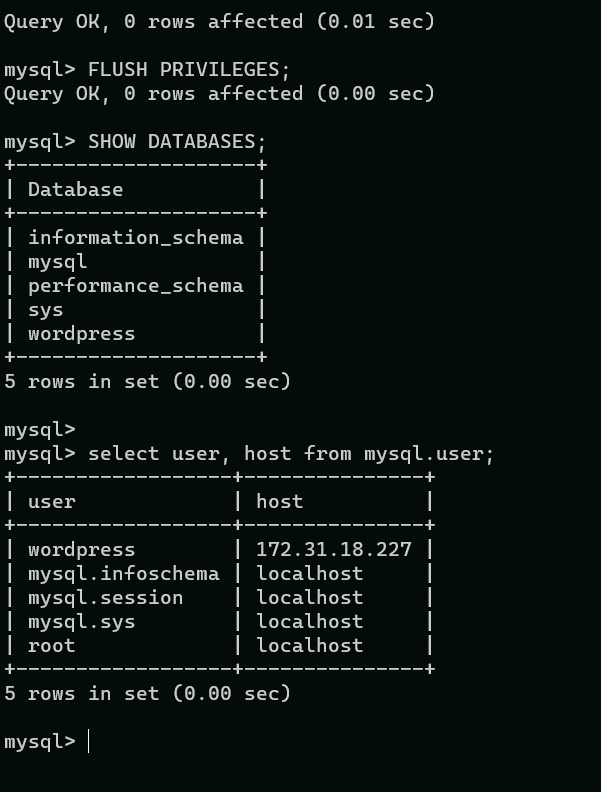 Query OK, 0 rows affected (0.01 sec)

mysql> FLUSH PRIVILEGES;
Query OK, 0 rows affected (0.00 sec)

mysql> SHOW DATABASES;
+--------------------+
| Database           |
+--------------------+
| information_schema |
| mysql              |
| performance_schema |
| sys                |
| wordpress          |
+--------------------+
5 rows in set (0.00 sec)

mysql>
mysql> select user, host from mysql.user;
+------------------+---------------+
| user             | host          |
+------------------+---------------+
| wordpress        | 172.31.18.227 |
| mysql.infoschema | localhost     |
| mysql.session    | localhost     |
| mysql.sys        | localhost     |
| root             | localhost     |
+------------------+---------------+
5 rows in set (0.00 sec)

mysql>